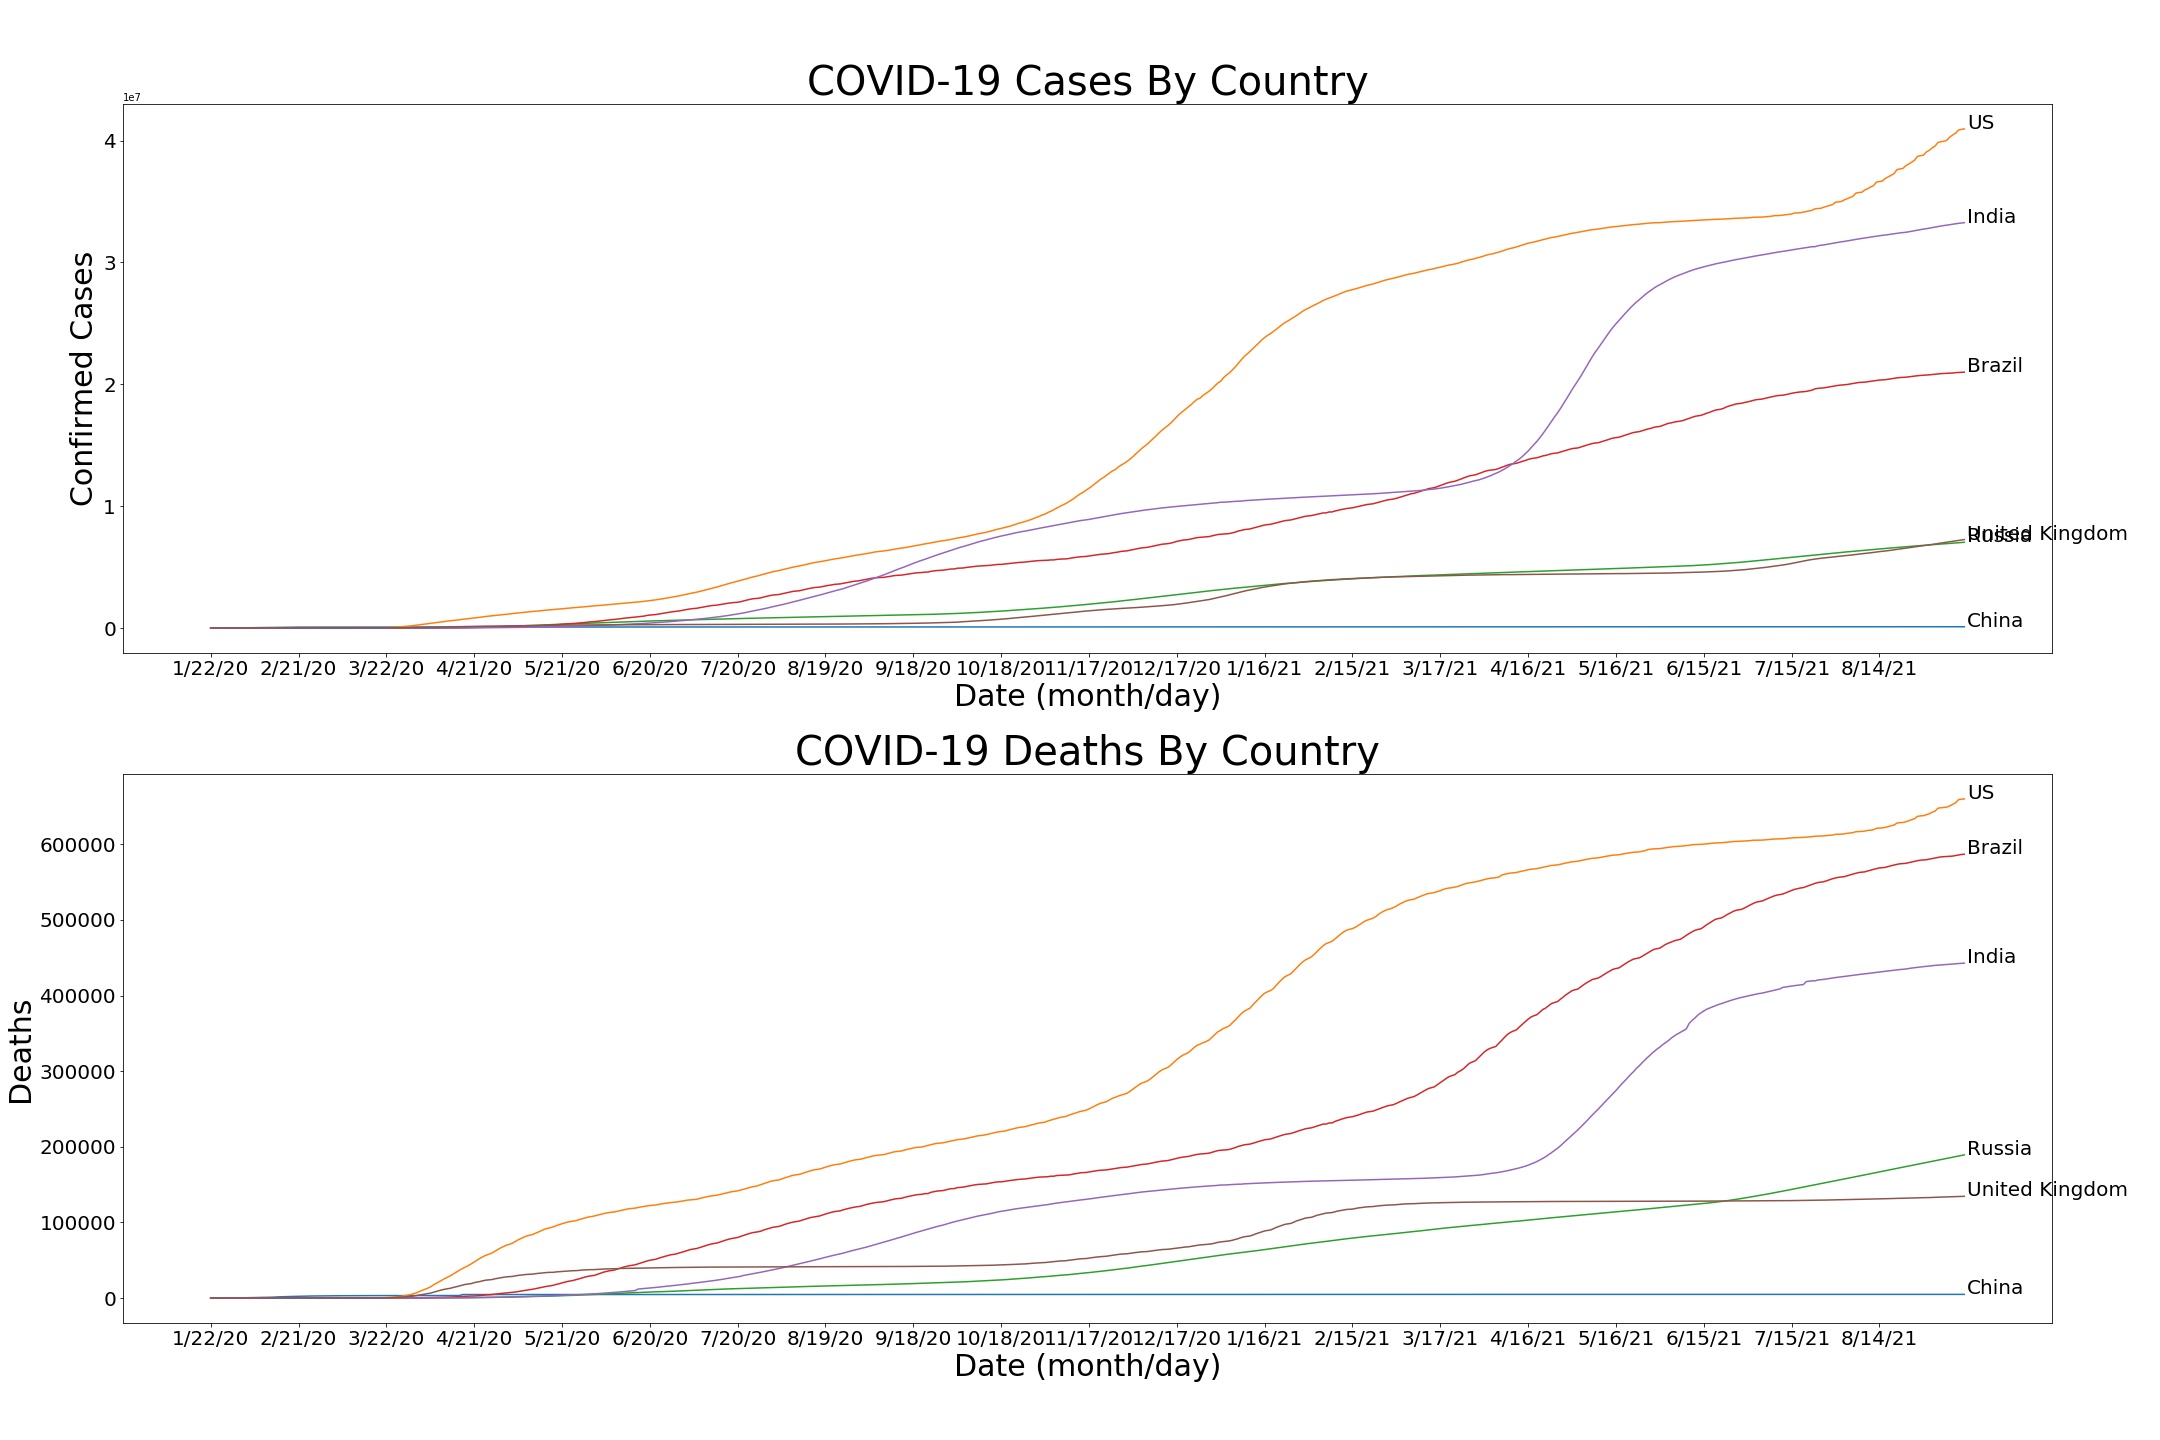 COVID-19 Cases By Country
1e7
4
3
2
1
0
Confirmed Cases
US
India
Brazil
United Kingdom
Russia
China
1/22/20 2/21/20 3/22/20 4/21/20 5/21/20 6/20/20 7/20/20 8/19/20 9/18/20 10/18/20 11/17/20 12/17/20 1/16/21 2/15/21 3/17/21 4/16/21 5/16/21 6/15/21 7/15/21 8/14/21
Date (month/day)
COVID-19 Deaths By Country
600000
500000
400000
300000
200000
100000
0
Deaths
US
Brazil
India
Russia
United Kingdom
China
1/22/20 2/21/20 3/22/20 4/21/20 5/21/20 6/20/20 7/20/20 8/19/20 9/18/20 10/18/20 11/17/20 12/17/20 1/16/21 2/15/21 3/17/21 4/16/21 5/16/21 6/15/21 7/15/21 8/14/21
Date (month/day)